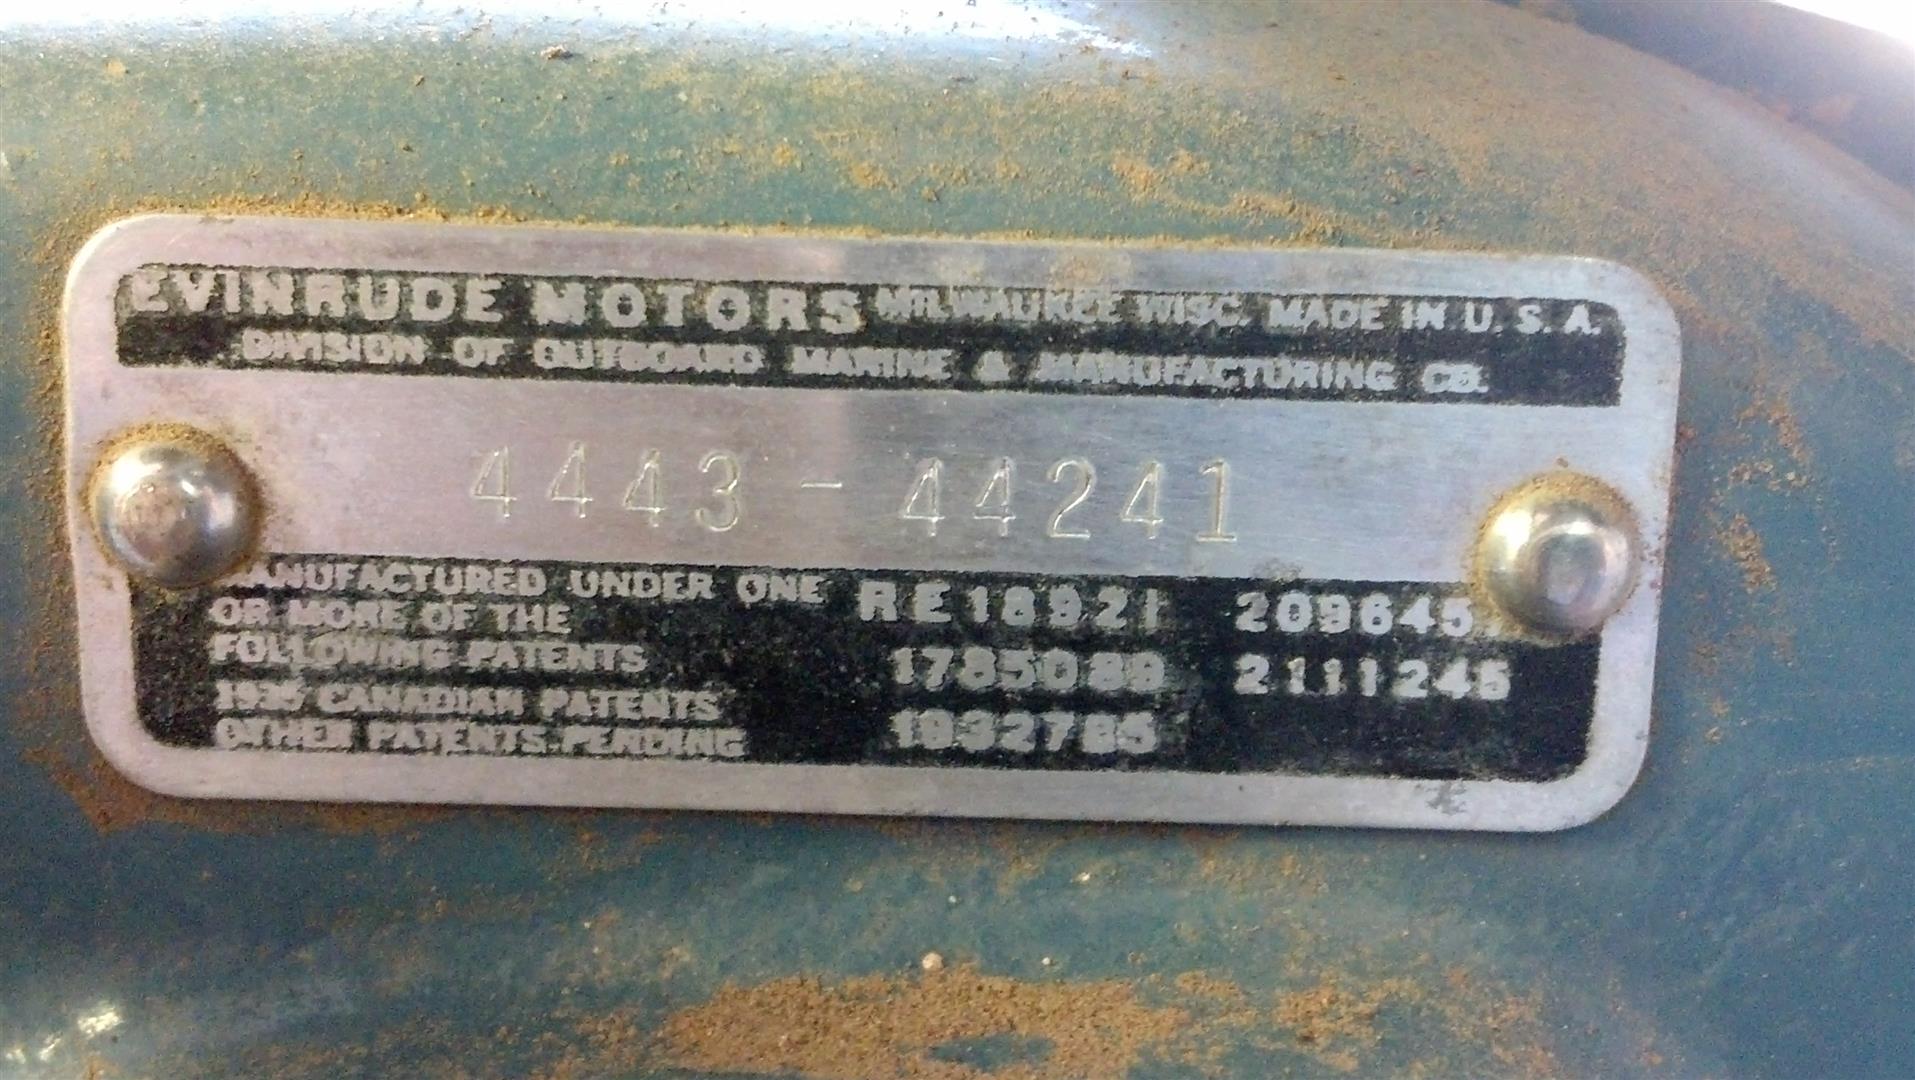 EVINRUDE MOTORS MILWAUKEE WISC. MADE IN U. S. A.
DIVISION OF OUTBOARD MARINE & MANUFACTURING CO.
4443 - 44241
MANUFACTURED UNDER ONE
OR MORE OF THE
FOLLOWING PATENTS
1935 CANADIAN PATENTS
OTHER PATENTS PENDING
RE18921 2096457
1785089 2111245
1932785